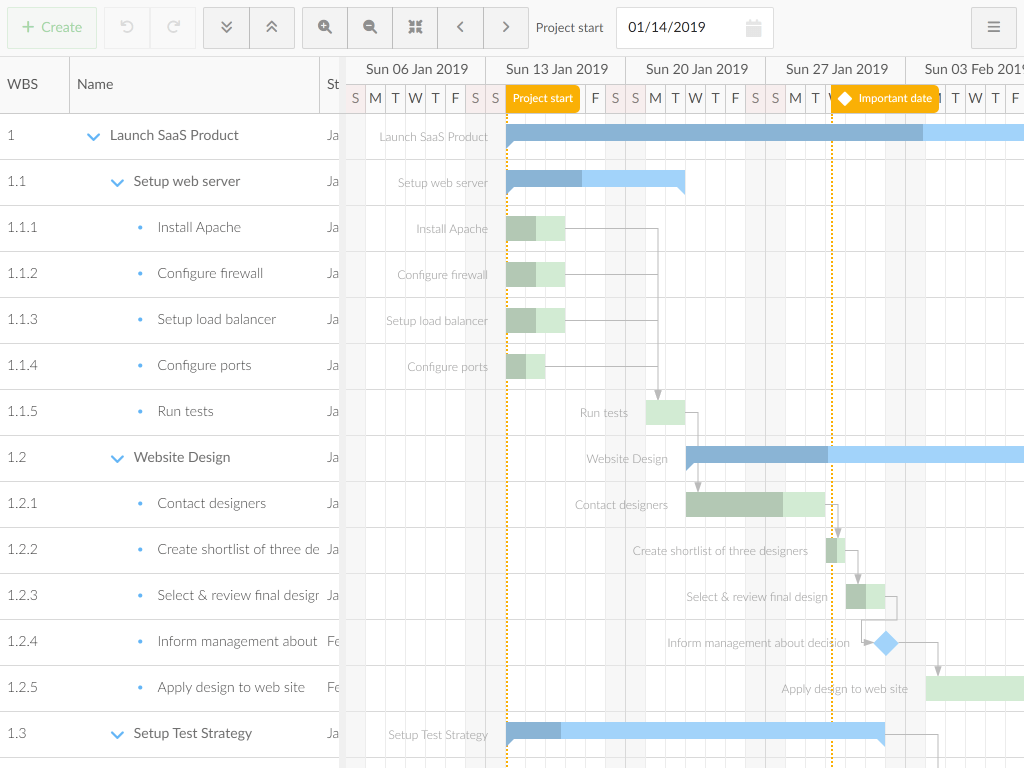 + Create
Project start
01/14/2019
WBS Name St
Sun 06 Jan 2019 Sun 13 Jan 2019 Sun 20 Jan 2019 Sun 27 Jan 2019 Sun 03 Feb 2019
S M T W T F S S Project start F S S M T W T F S S M T Important date T W T F
1 Launch SaaS Product Ja Launch SaaS Product
1.1 Setup web server Ja Setup web server
1.1.1 Install Apache Ja Install Apache
1.1.2 Configure firewall Ja Configure firewall
1.1.3 Setup load balancer Ja Setup load balancer
1.1.4 Configure ports Ja Configure ports
1.1.5 Run tests Ja Run tests
1.2 Website Design Ja Website Design
1.2.1 Contact designers Ja Contact designers
1.2.2 Create shortlist of three de Ja Create shortlist of three designers
1.2.3 Select & review final desigr Ja Select & review final design
1.2.4 Inform management about Fe Inform management about decision
1.2.5 Apply design to web site Fe Apply design to web site
1.3 Setup Test Strategy Ja Setup Test Strategy